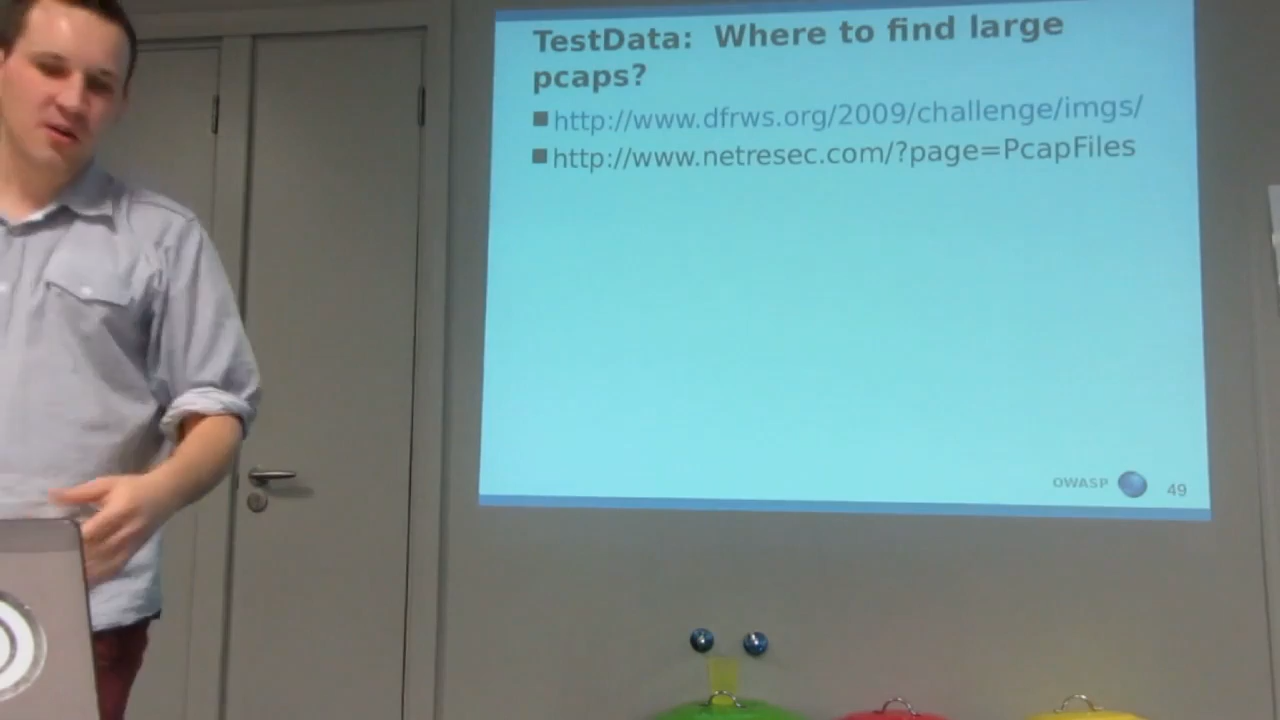 TestData: Where to find large
pcaps?
http://www.dfrws.org/2009/challenge/imgs/
http://www.netresec.com/?page=PcapFiles
OWASP
49